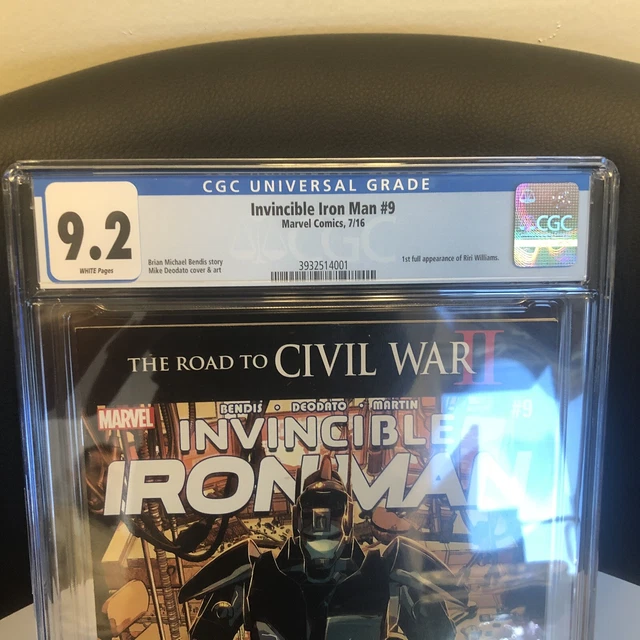 CGC UNIVERSAL GRADE
9.2
WHITE Pages
Invincible Iron Man #9
Marvel Comics, 7/16
Brian Michael Bendis story
Mike Deodato cover & art
1st full appearance of Riri Williams.
3932514001
CGC
CGC
THE ROAD TO CIVIL WAR II
MARVEL
BENDIS • DEODATO • MARTIN
#9
INVINCIBLE
IRON MAN